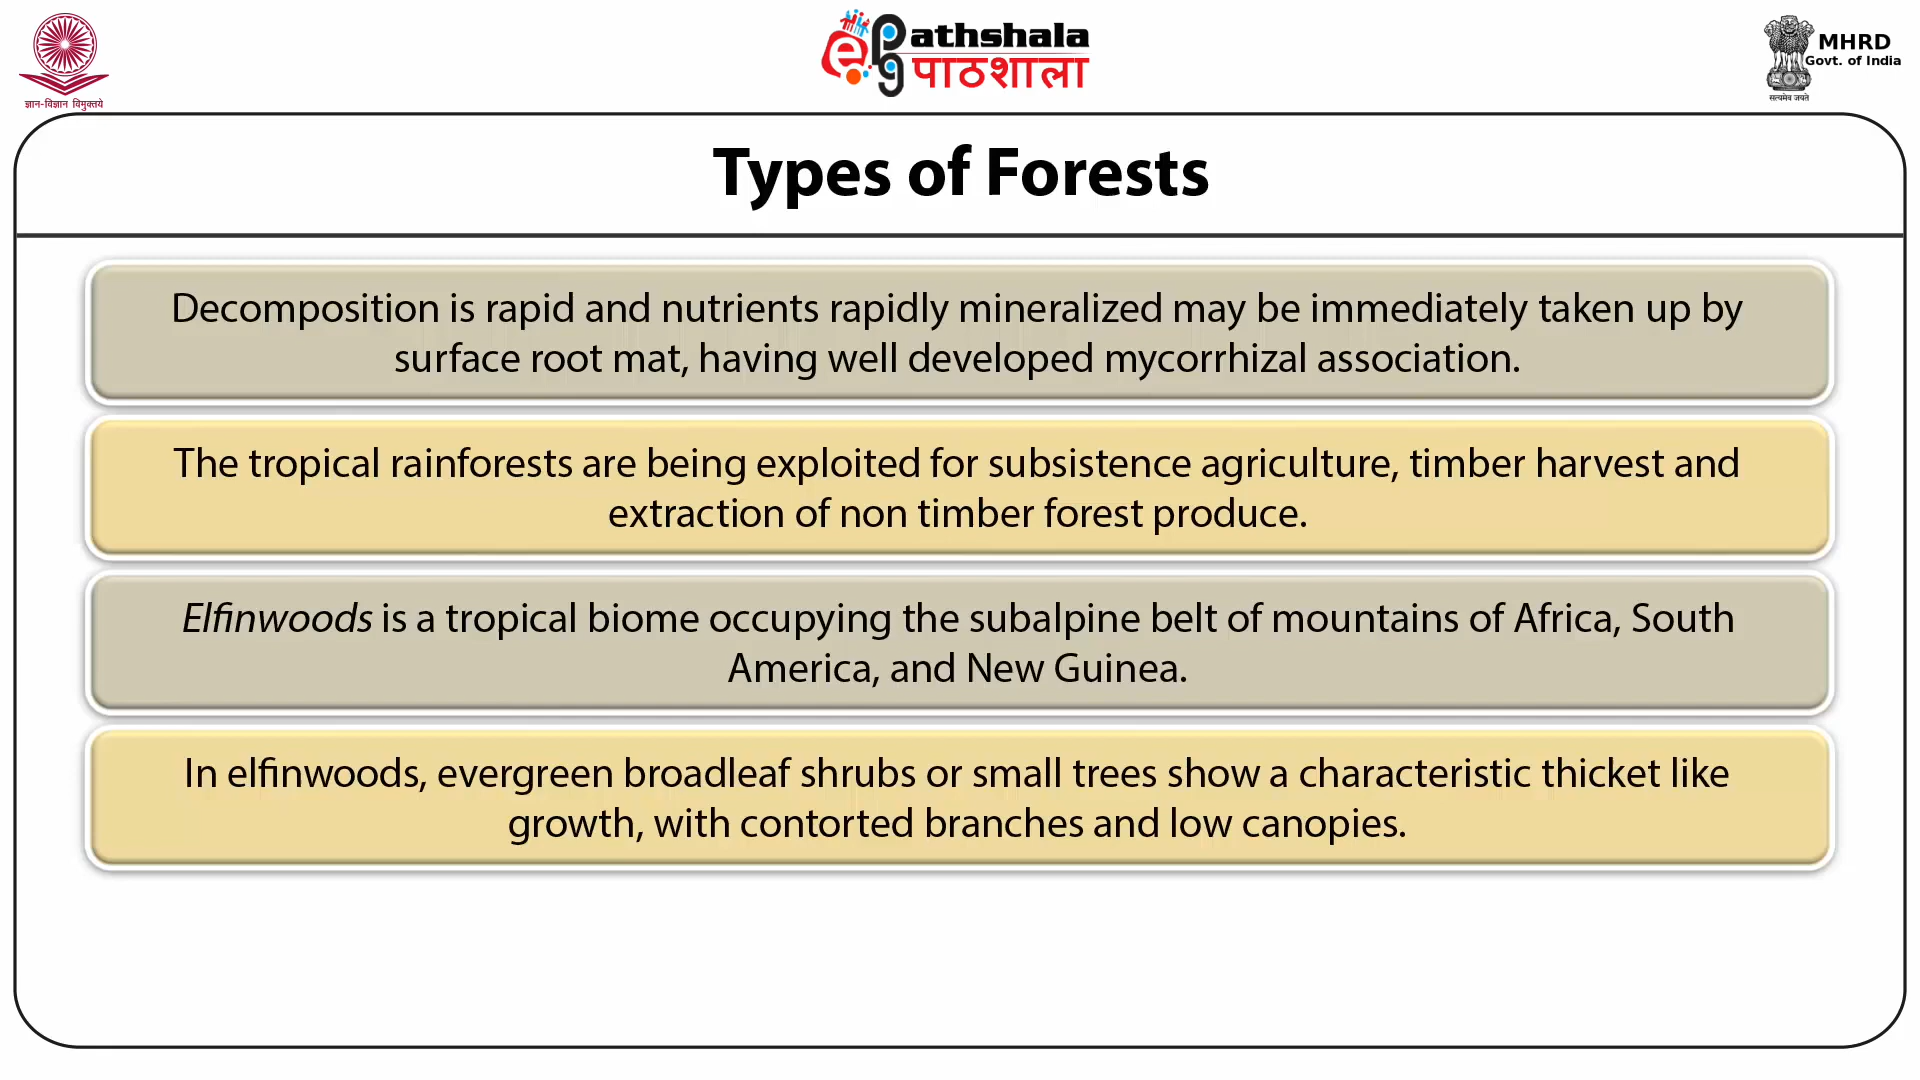 ज्ञान-विज्ञान विमुक्तये
ePathshala
पाठशाला
MHRD
Govt. of India
सत्यमेव जयते
Types of Forests
Decomposition is rapid and nutrients rapidly mineralized may be immediately taken up by
surface root mat, having well developed mycorrhizal association.
The tropical rainforests are being exploited for subsistence agriculture, timber harvest and
extraction of non timber forest produce.
Elfinwoods is a tropical biome occupying the subalpine belt of mountains of Africa, South
America, and New Guinea.
In elfinwoods, evergreen broadleaf shrubs or small trees show a characteristic thicket like
growth, with contorted branches and low canopies.